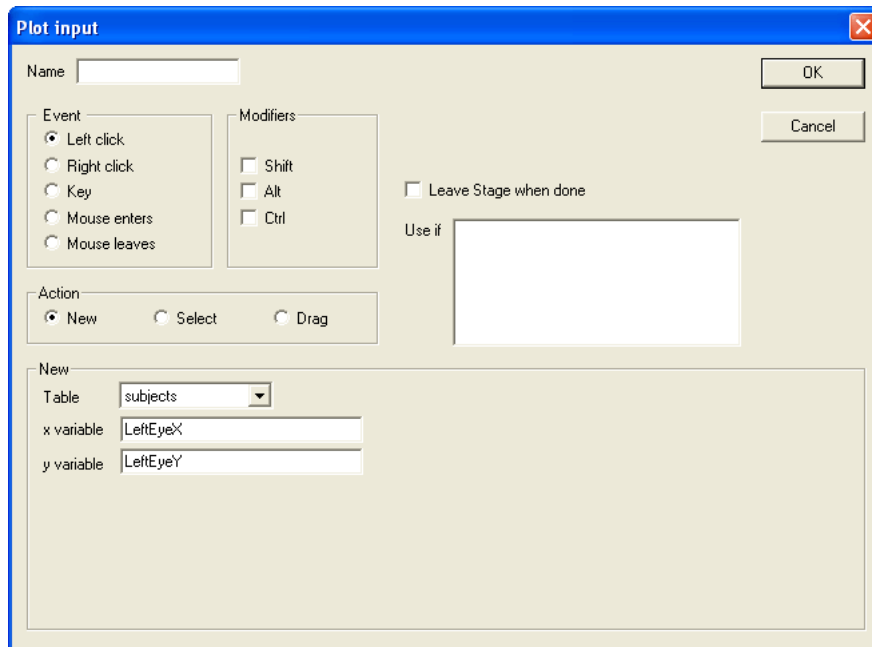 Plot input
Name
OK
Cancel
Event
Left click
Right click
Key
Mouse enters
Mouse leaves
Modifiers
Shift
Alt
Ctrl
Leave Stage when done
Use if
Action
New
Select
Drag
New
Table subjects
x variable LeftEyeX
y variable LeftEyeY